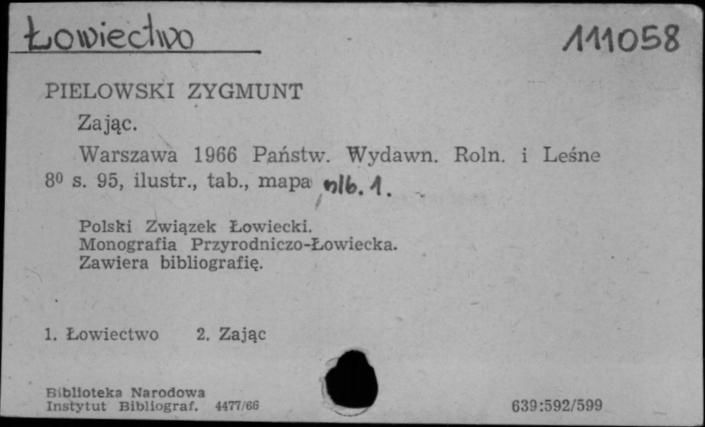 Łowiectwo 111058
PIELOWSKI ZYGMUNT
Zając.
Warszawa 1966 Państw. Wydawn. Roln. i Leśne
8⁰ s. 95, ilustr., tab., mapa, nlb. 1.
Polski Związek Łowiecki.
Monografia Przyrodniczo-Łowiecka.
Zawiera bibliografię.
1. Łowiectwo 2. Zając
Biblioteka Narodowa
Instytut Bibliograf. 4477/66 639:592/599